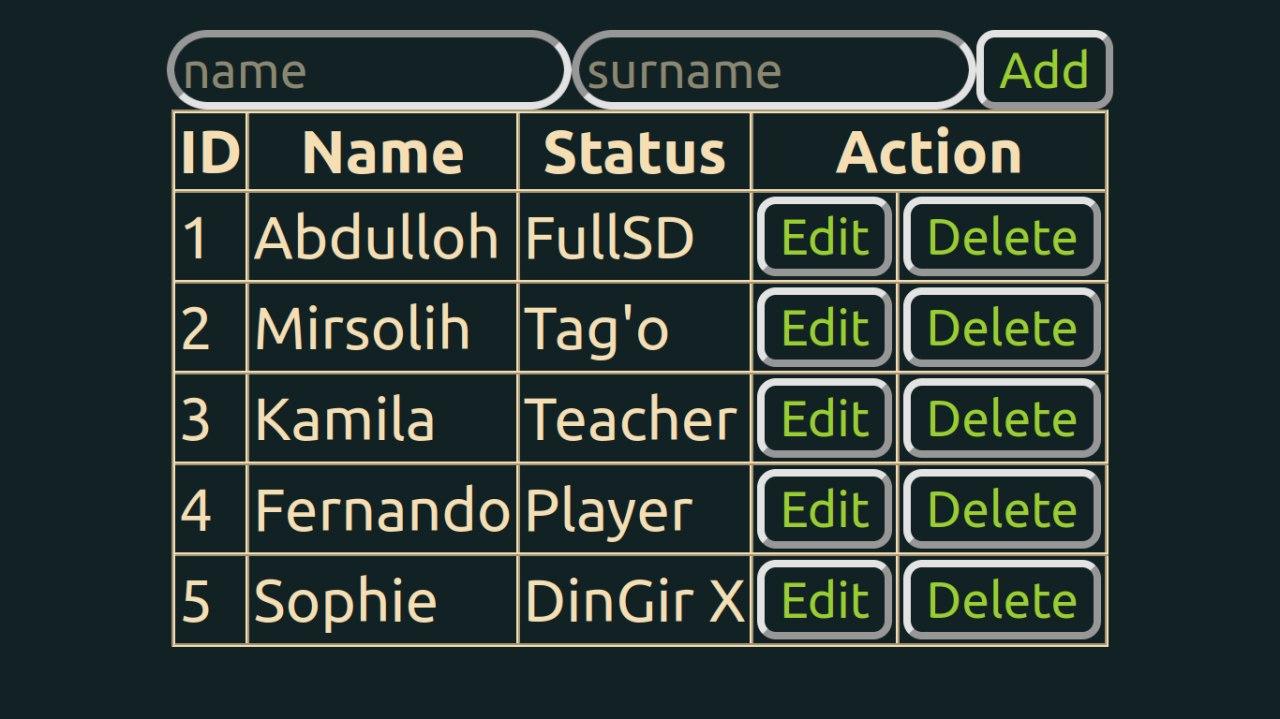 name surname Add
ID Name Status Action
1 Abdulloh FullSD Edit Delete
2 Mirsolih Tag'o Edit Delete
3 Kamila Teacher Edit Delete
4 Fernando Player Edit Delete
5 Sophie DinGir X Edit Delete